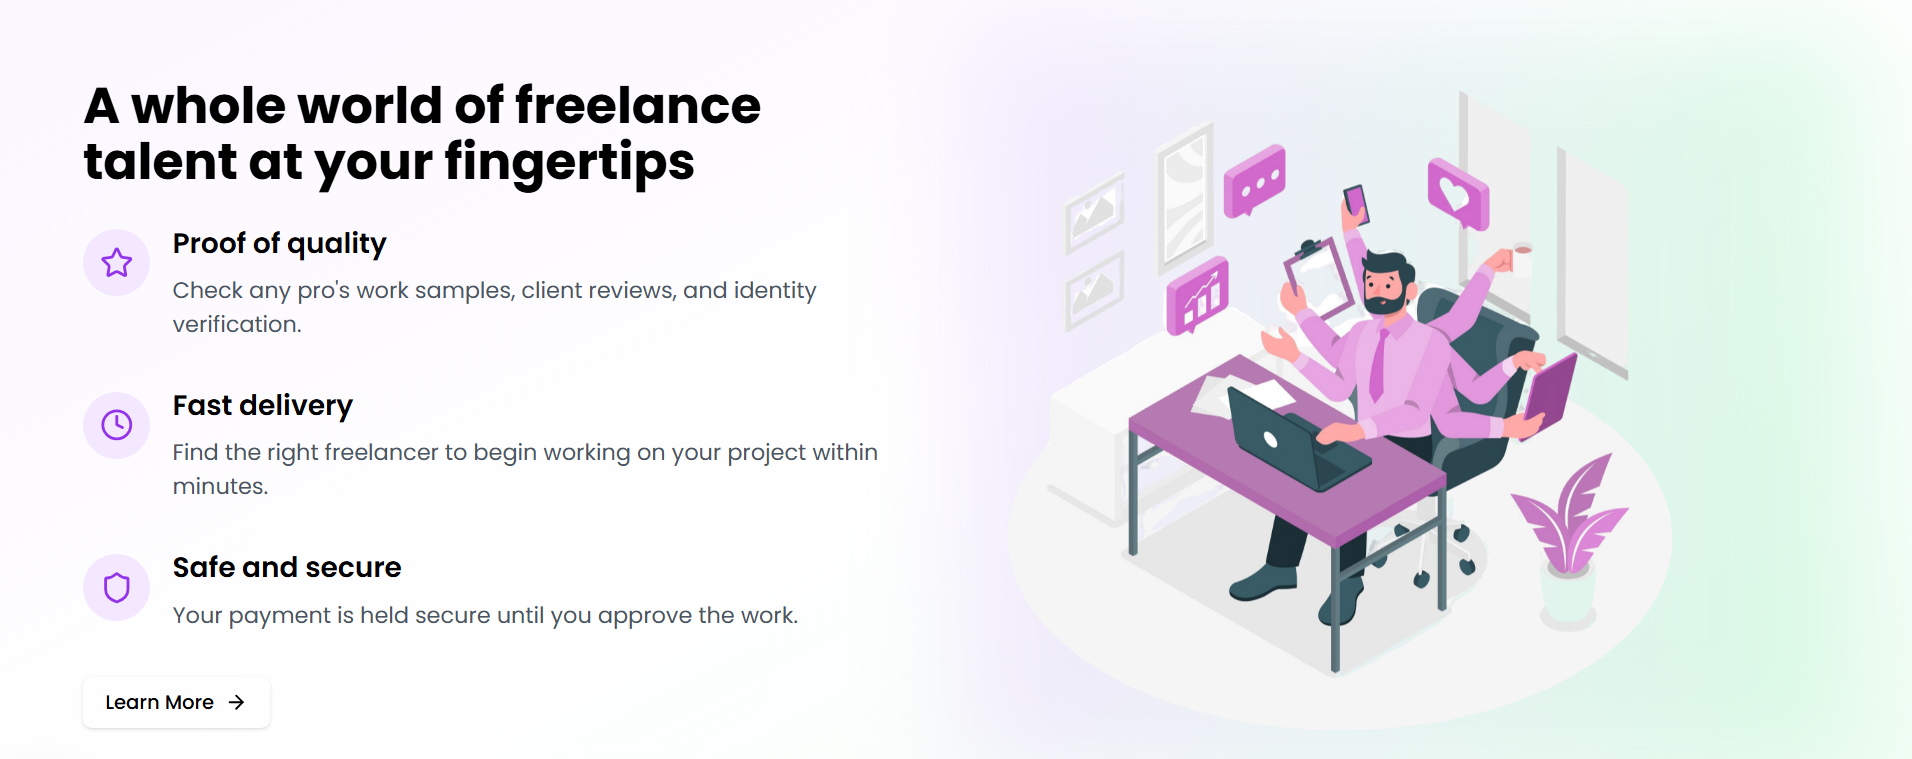 A whole world of freelance
talent at your fingertips
Proof of quality
Check any pro's work samples, client reviews, and identity
verification.
Fast delivery
Find the right freelancer to begin working on your project within
minutes.
Safe and secure
Your payment is held secure until you approve the work.
Learn More